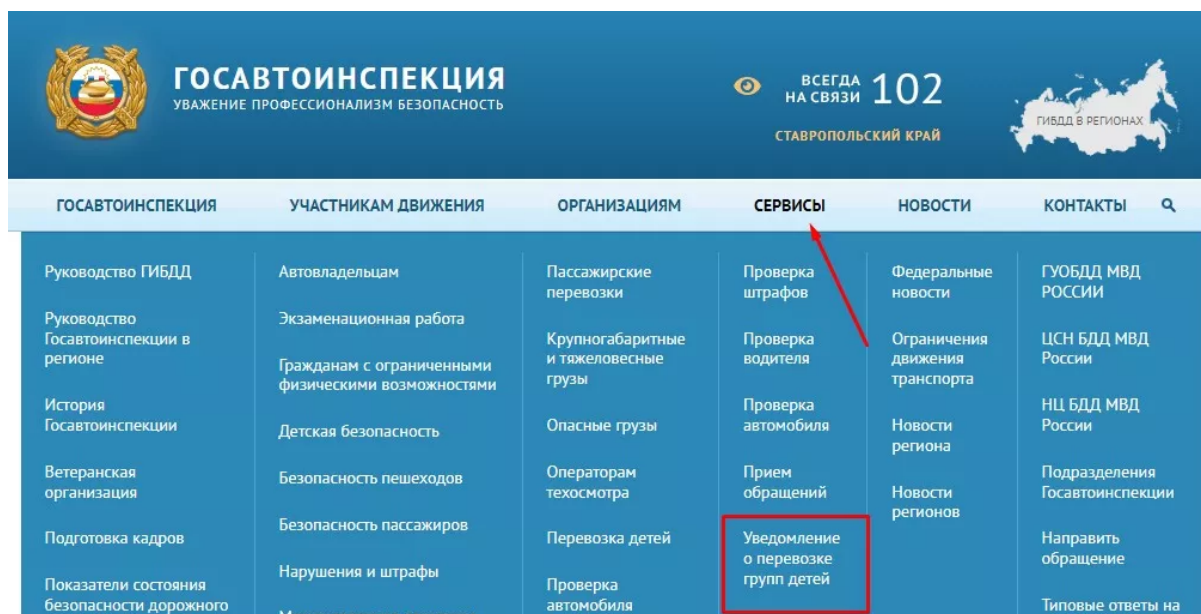 ГОСАВТОИНСПЕКЦИЯ
УВАЖЕНИЕ ПРОФЕССИОНАЛИЗМ БЕЗОПАСНОСТЬ
ВСЕГДА
НА СВЯЗИ 102
СТАВРОПОЛЬСКИЙ КРАЙ
ГИБДД В РЕГИОНАХ
ГОСАВТОИНСПЕКЦИЯ
УЧАСТНИКАМ ДВИЖЕНИЯ
ОРГАНИЗАЦИЯМ
СЕРВИСЫ
НОВОСТИ
КОНТАКТЫ
Руководство ГИБДД
Руководство
Госавтоинспекции в
регионе
История
Госавтоинспекции
Ветеранская
организация
Подготовка кадров
Показатели состояния
безопасности дорожного
Автовладельцам
Экзаменационная работа
Гражданам с ограниченными
физическими возможностями
Детская безопасность
Безопасность пешеходов
Безопасность пассажиров
Нарушения и штрафы
Пассажирские
перевозки
Крупногабаритные
и тяжеловесные
грузы
Опасные грузы
Операторам
техосмотра
Перевозка детей
Проверка
автомобиля
Проверка
штрафов
Проверка
водителя
Проверка
автомобиля
Прием
обращений
Уведомление
о перевозке
групп детей
Федеральные
новости
Ограничения
движения
транспорта
Новости
региона
Новости
регионов
ГУОБДД МВД
РОССИИ
ЦСН БДД МВД
России
НЦ БДД МВД
России
Подразделения
Госавтоинспекции
Направить
обращение
Типовые ответы на